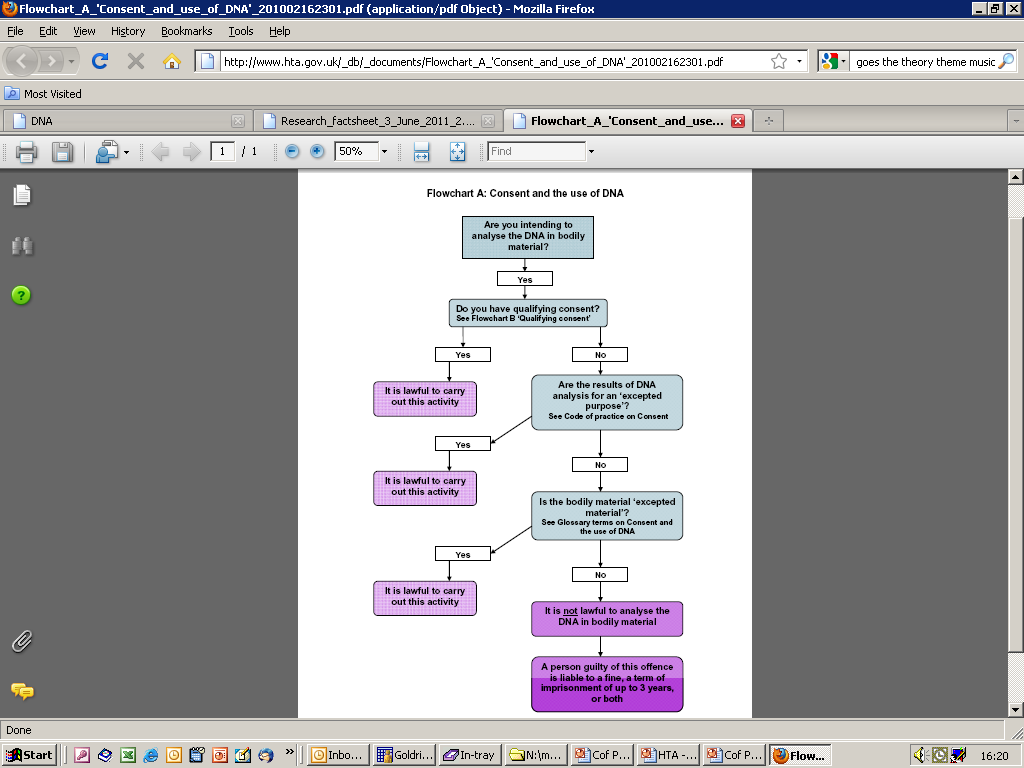 Flowchart_A_'Consent_and_use_of_DNA'_201002162301.pdf (application/pdf Object) - Mozilla Firefox
File Edit View History Bookmarks Tools Help
http://www.hta.gov.uk/_db/_documents/Flowchart_A_'Consent_and_use_of_DNA'_201002162301.pdf
goes the theory theme music
Most Visited
DNA
Research_factsheet_3_June_2011_2....
Flowchart_A_'Consent_and_use...
1 / 1
50%
Find
Flowchart A: Consent and the use of DNA
Are you intending to
analyse the DNA in bodily
material?
Yes
Do you have qualifying consent?
See Flowchart B 'Qualifying consent'
Yes
No
It is lawful to carry
out this activity
Are the results of DNA
analysis for an 'excepted
purpose'?
See Code of practice on Consent
Yes
No
It is lawful to carry
out this activity
Is the bodily material 'excepted
material'?
See Glossary terms on Consent and
the use of DNA
Yes
No
It is lawful to carry
out this activity
It is not lawful to analyse the
DNA in bodily material
A person guilty of this offence
is liable to a fine, a term of
imprisonment of up to 3 years,
or both
Done
Start
Inbo...
Goldri...
In-tray
N:\m...
Cof P...
HTA -...
Cof P...
Flow...
16:20